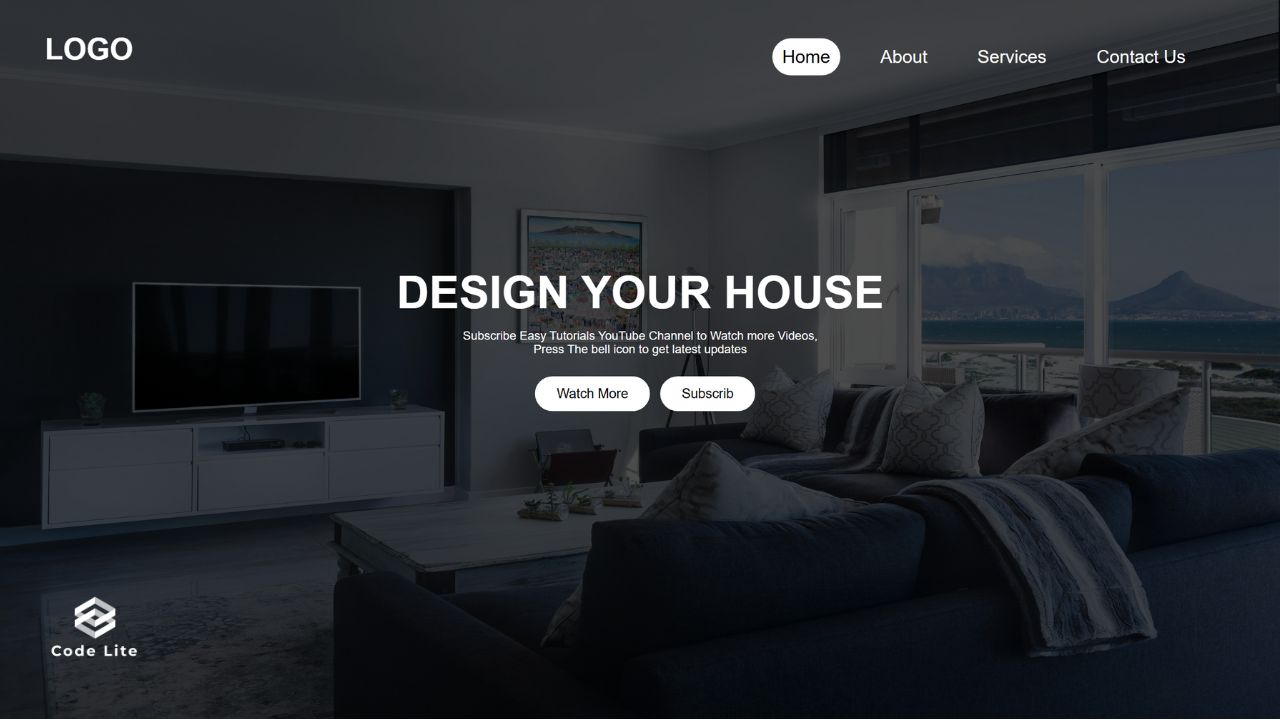 LOGO
Home About Services Contact Us
DESIGN YOUR HOUSE
Subscribe Easy Tutorials YouTube Channel to Watch more Videos,
Press The bell icon to get latest updates
Watch More Subscrib
Code Lite